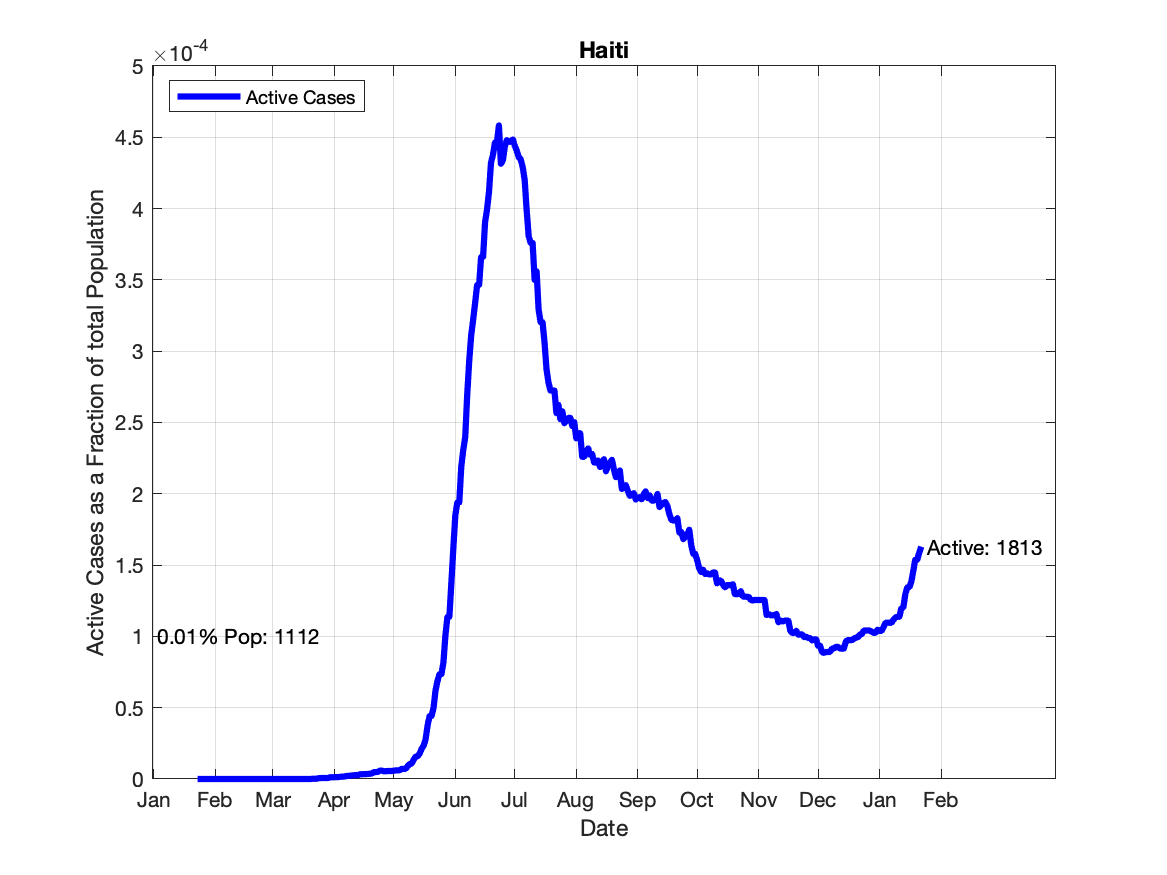 Haiti
×10-4
5
4.5
4
3.5
3
2.5
2
1.5
1
0.5
0
Active Cases
Active Cases as a Fraction of total Population
0.01% Pop: 1112
Active: 1813
Jan Feb Mar Apr May Jun Jul Aug Sep Oct Nov Dec Jan Feb
Date